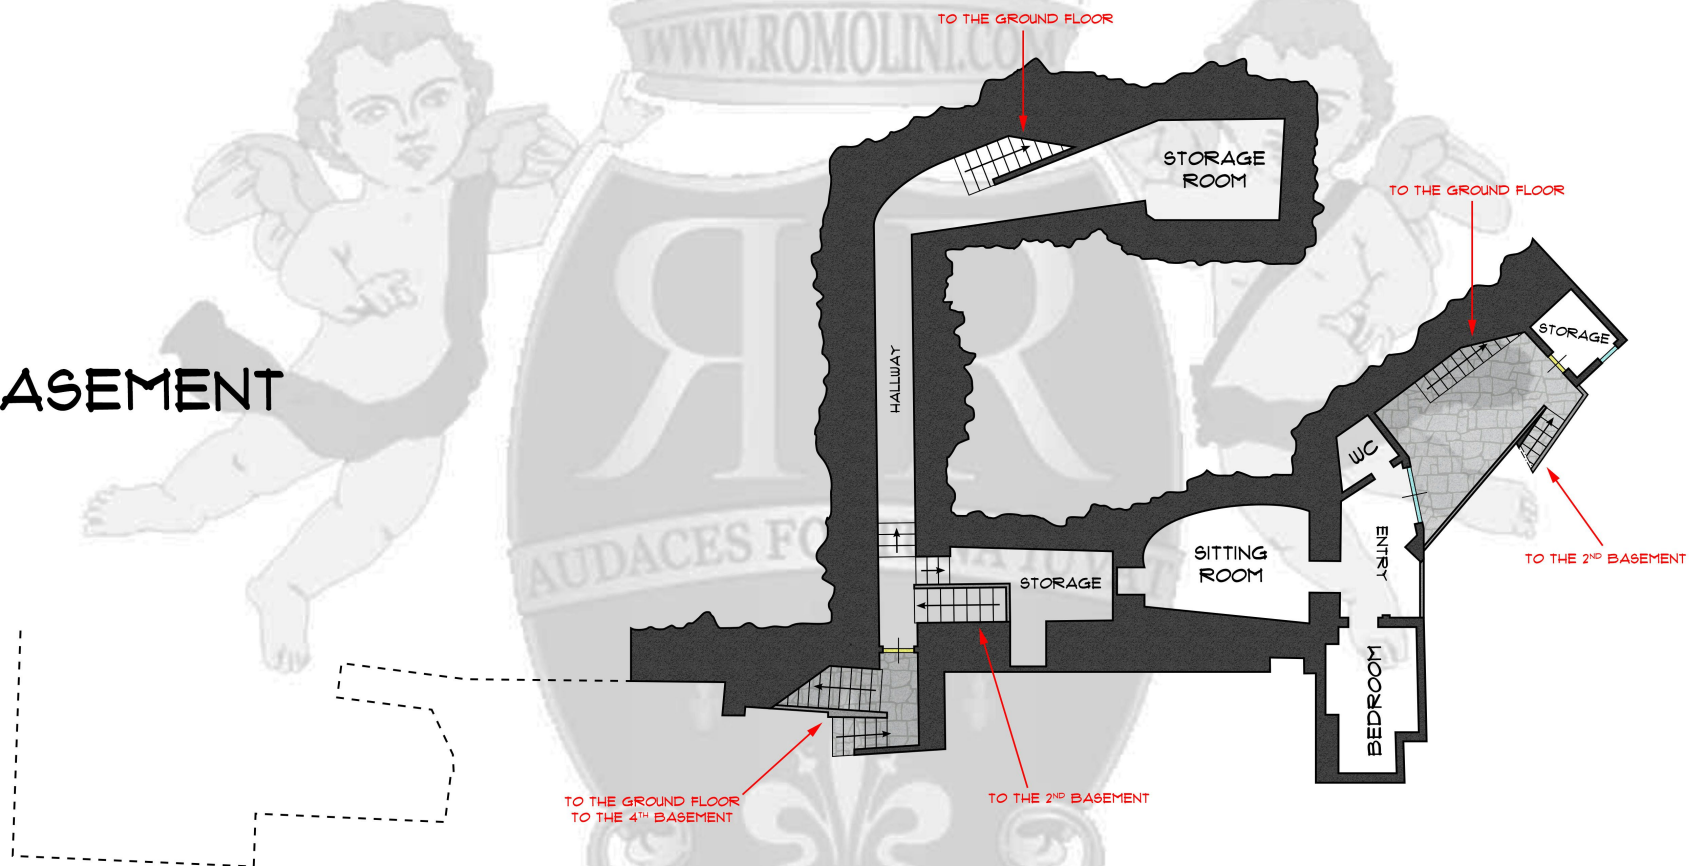 WWW.ROMOLINI.COM
TO THE GROUND FLOOR
STORAGE
ROOM
TO THE GROUND FLOOR
STORAGE
HALLWAY
ASEMENT
WC
AUDACES FO
ENTRY
SITTING
ROOM
TO THE 2ND BASEMENT
STORAGE
BEDROOM
TO THE GROUND FLOOR
TO THE 4TH BASEMENT
TO THE 2ND BASEMENT
R